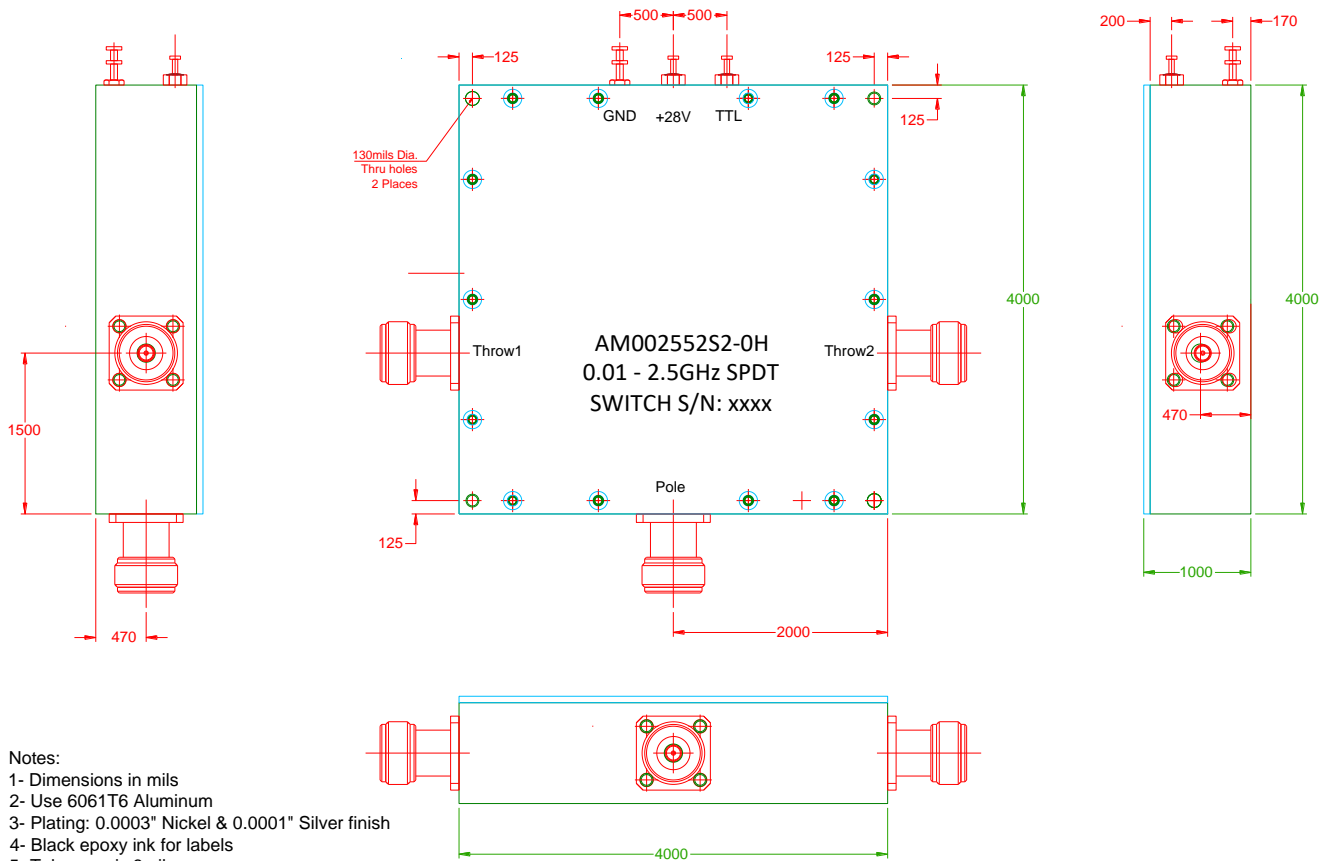 500
500
200
170
125
125
GND
+28V
TTL
125
130mils Dia.
Thru holes
2 Places
4000
4000
Throw1
AM002552S2-0H
Throw2
0.01 - 2.5GHz SPDT
SWITCH S/N: xxxx
470
1500
Pole
125
1000
470
2000
Notes:
1- Dimensions in mils
2- Use 6061T6 Aluminum
3- Plating: 0.0003" Nickel & 0.0001" Silver finish
4- Black epoxy ink for labels
4000